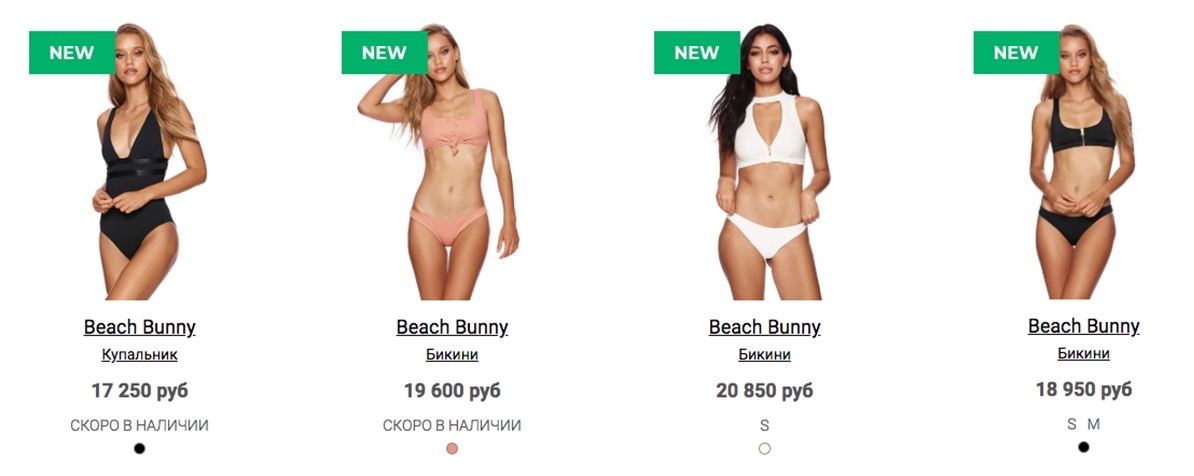 NEW
NEW
NEW
NEW
Beach Bunny
Купальник
17 250 руб
СКОРО В НАЛИЧИИ
Beach Bunny
Бикини
19 600 руб
СКОРО В НАЛИЧИИ
Beach Bunny
Бикини
20 850 руб
S
Beach Bunny
Бикини
18 950 руб
S M